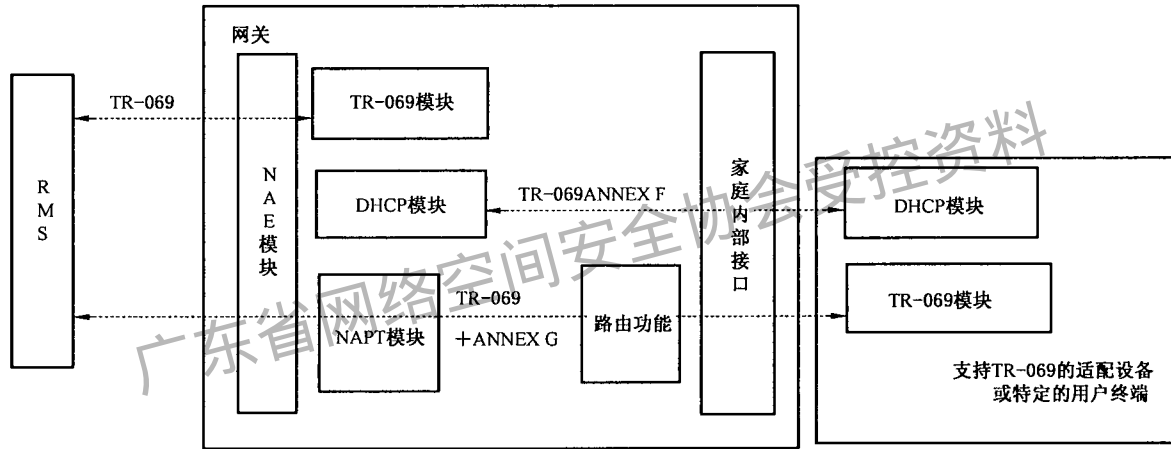 网关
RMS
TR-069
NAE模块
TR-069模块
DHCP模块
TR-069ANNEX F
NAPT模块
TR-069
+ANNEX G
路由功能
家庭内部接口
DHCP模块
TR-069模块
支持TR-069的适配设备
或特定的用户终端
广东省网络空间安全协会受控资料